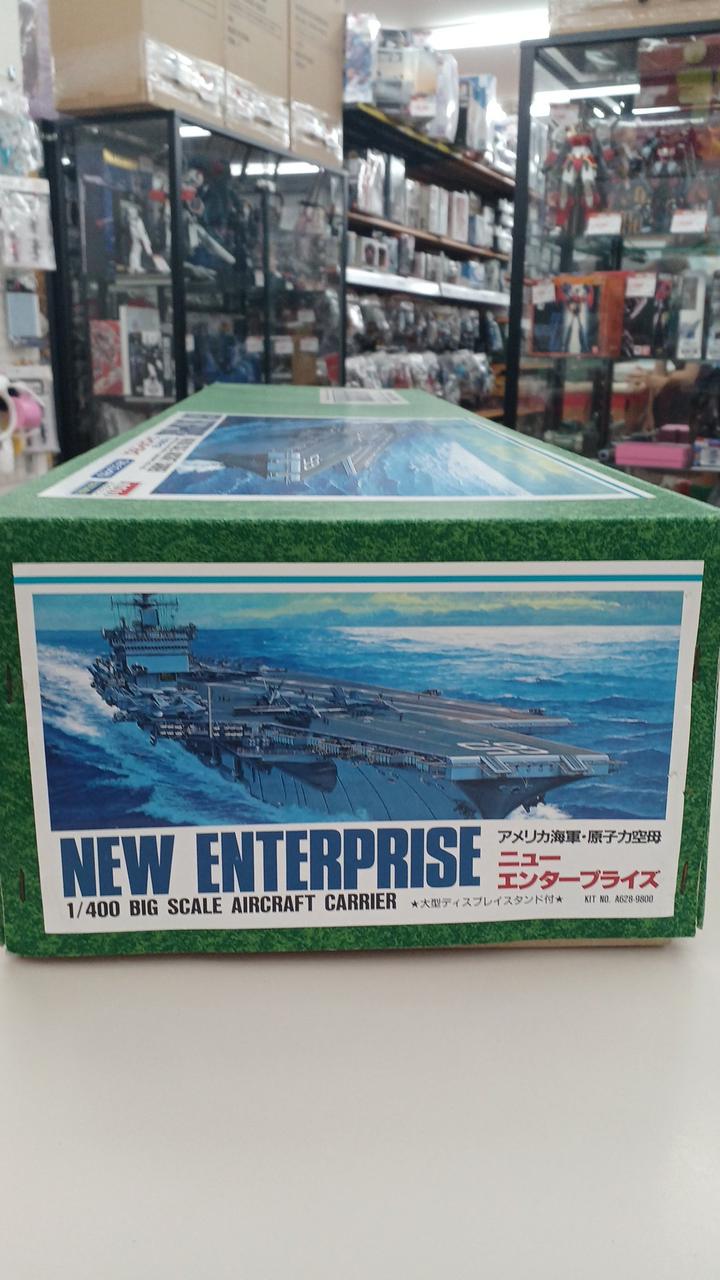 NEW ENTERPRISE
アメリカ海軍・原子力空母
ニュー
エンタープライズ
1/400 BIG SCALE AIRCRAFT CARRIER
★大型ディスプレイスタンド付★
KIT NO. A628-9800